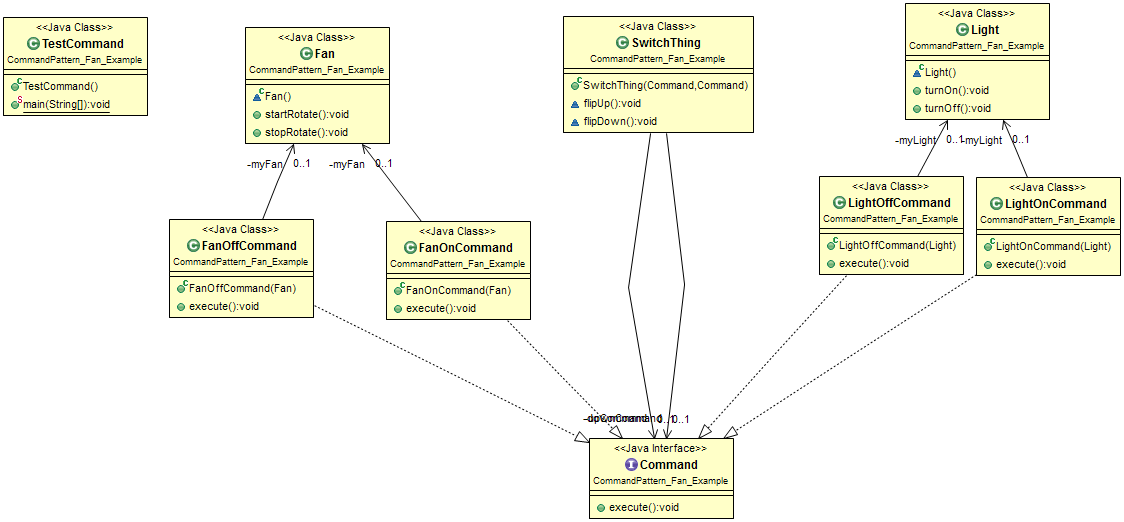 <<Java Class>>
TestCommand
CommandPattern_Fan_Example
TestCommand()
main(String[]):void
<<Java Class>>
Fan
CommandPattern_Fan_Example
Fan()
startRotate():void
stopRotate():void
<<Java Class>>
SwitchThing
CommandPattern_Fan_Example
SwitchThing(Command,Command)
flipUp():void
flipDown():void
<<Java Class>>
Light
CommandPattern_Fan_Example
Light()
turnOn():void
turnOff():void
-myFan 0..1
-myFan 0..1
-myLight 0..1
-myLight 0..1
<<Java Class>>
FanOffCommand
CommandPattern_Fan_Example
FanOffCommand(Fan)
execute():void
<<Java Class>>
FanOnCommand
CommandPattern_Fan_Example
FanOnCommand(Fan)
execute():void
<<Java Class>>
LightOffCommand
CommandPattern_Fan_Example
LightOffCommand(Light)
execute():void
<<Java Class>>
LightOnCommand
CommandPattern_Fan_Example
LightOnCommand(Light)
execute():void
0..1
<<Java Interface>>
Command
CommandPattern_Fan_Example
execute():void